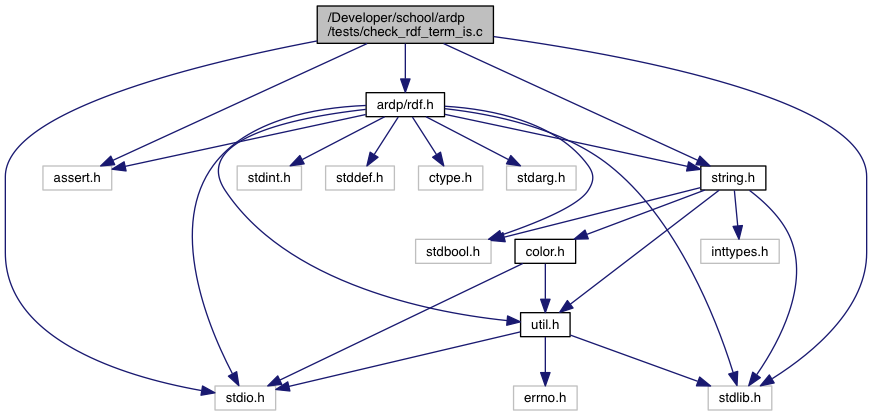 /Developer/school/ardp
/tests/check_rdf_term_is.c
ardp/rdf.h
assert.h
stdint.h
stddef.h
ctype.h
stdarg.h
string.h
stdbool.h
color.h
inttypes.h
util.h
stdio.h
errno.h
stdlib.h